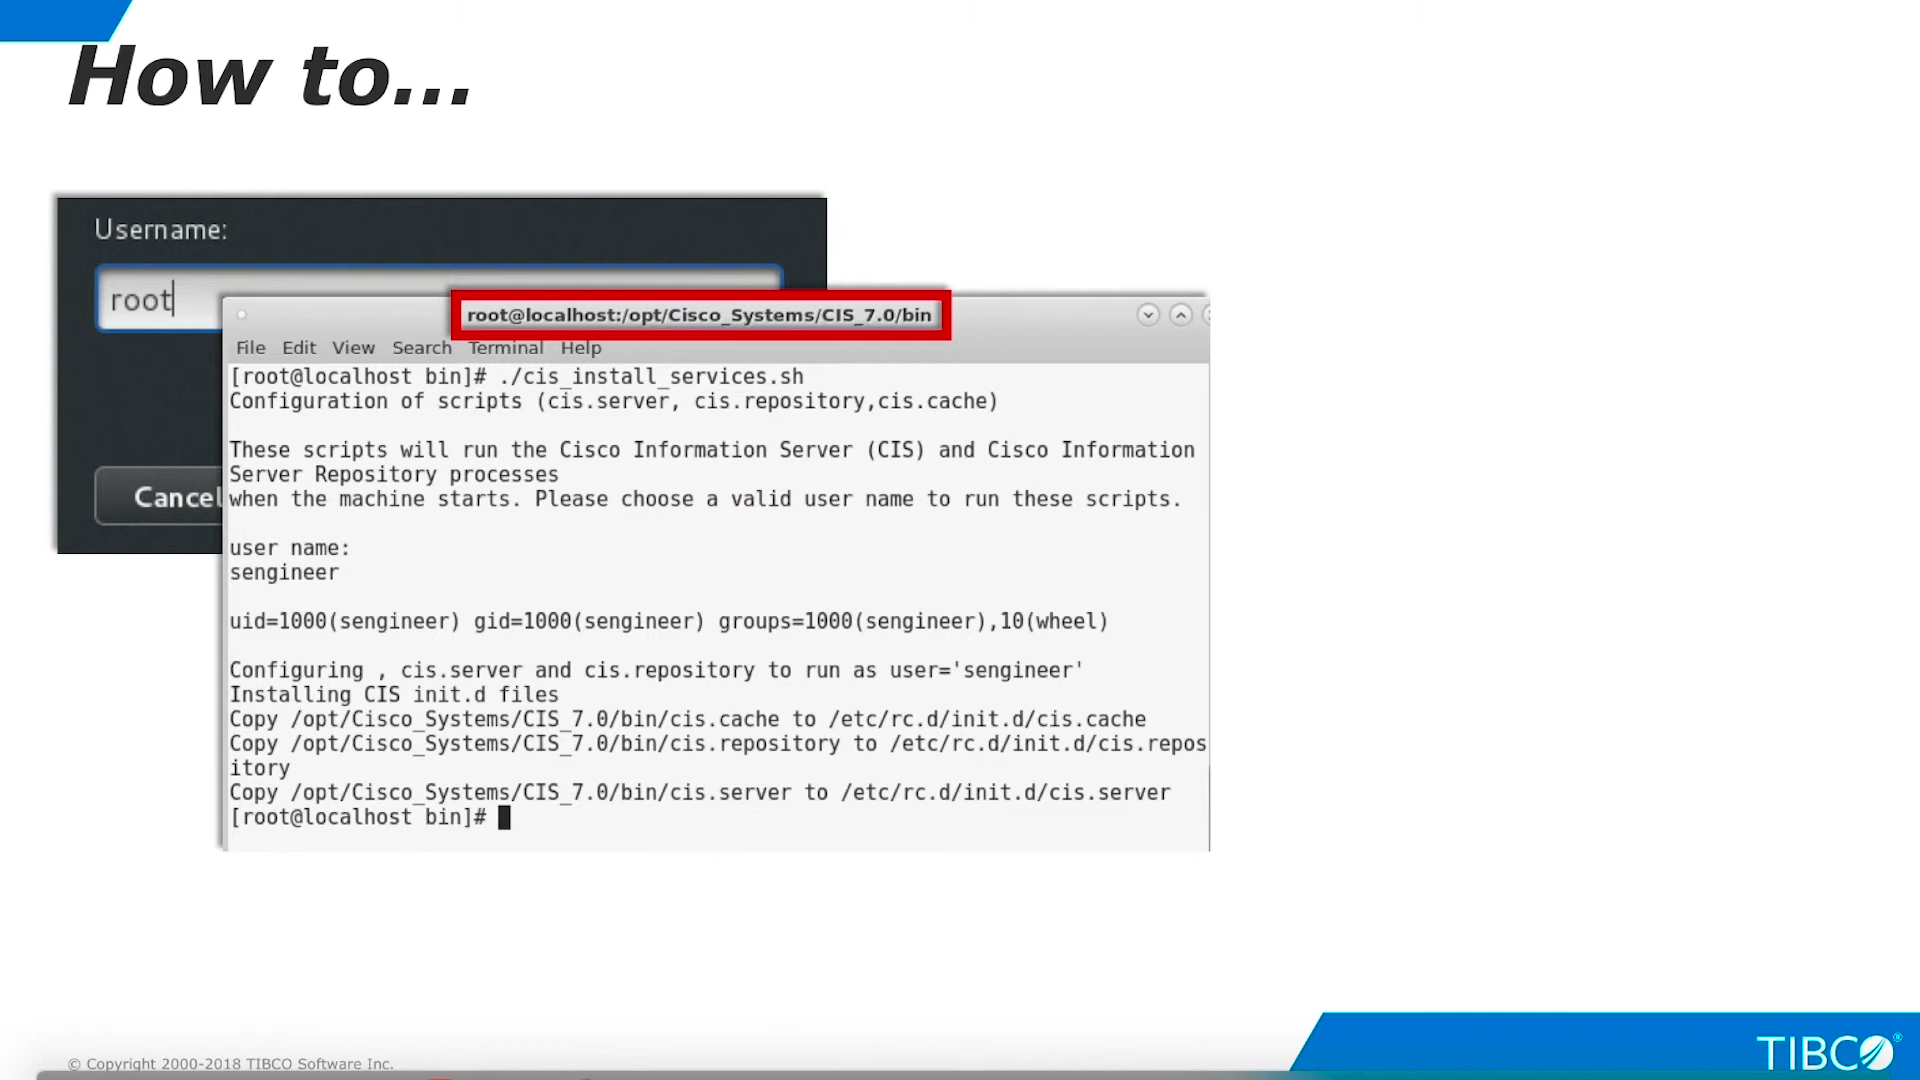 How to...
Username:
root
Cancel
root@localhost:/opt/Cisco_Systems/CIS_7.0/bin
File Edit View Search Terminal Help
[root@localhost bin]# ./cis_install_services.sh
Configuration of scripts (cis.server, cis.repository,cis.cache)
These scripts will run the Cisco Information Server (CIS) and Cisco Information
Server Repository processes
when the machine starts. Please choose a valid user name to run these scripts.
user name:
sengineer
uid=1000(sengineer) gid=1000(sengineer) groups=1000(sengineer),10(wheel)
Configuring , cis.server and cis.repository to run as user='sengineer'
Installing CIS init.d files
Copy /opt/Cisco_Systems/CIS_7.0/bin/cis.cache to /etc/rc.d/init.d/cis.cache
Copy /opt/Cisco_Systems/CIS_7.0/bin/cis.repository to /etc/rc.d/init.d/cis.repos
itory
Copy /opt/Cisco_Systems/CIS_7.0/bin/cis.server to /etc/rc.d/init.d/cis.server
[root@localhost bin]#
© Copyright 2000-2018 TIBCO Software Inc.
TIBCO®